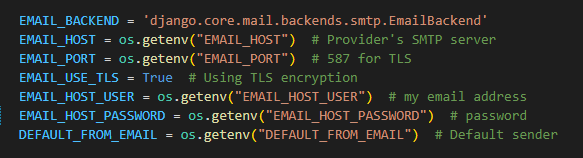 EMAIL_BACKEND = 'django.core.mail.backends.smtp.EmailBackend'
EMAIL_HOST = os.getenv("EMAIL_HOST")  # Provider's SMTP server
EMAIL_PORT = os.getenv("EMAIL_PORT")  # 587 for TLS
EMAIL_USE_TLS = True  # Using TLS encryption
EMAIL_HOST_USER = os.getenv("EMAIL_HOST_USER")  # my email address
EMAIL_HOST_PASSWORD = os.getenv("EMAIL_HOST_PASSWORD")  # password
DEFAULT_FROM_EMAIL = os.getenv("DEFAULT_FROM_EMAIL")  # Default sender